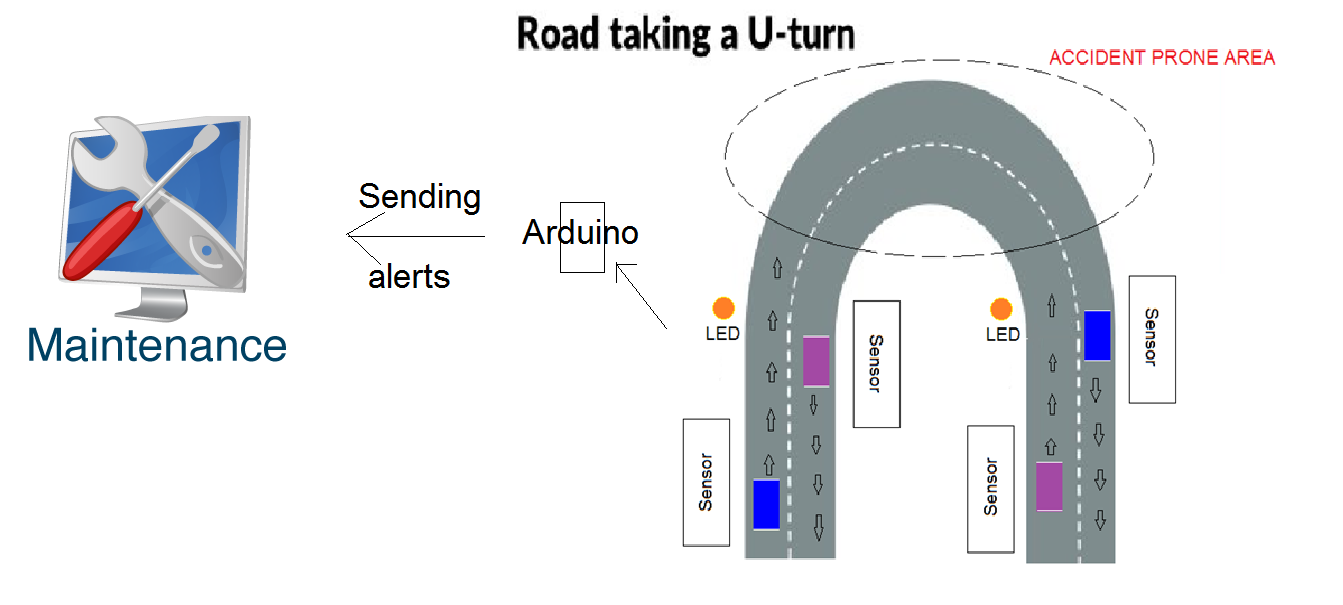 Road taking a U-turn
ACCIDENT PRONE AREA
Sending
Arduino
alerts
Maintenance
LED
LED
Sensor
Sensor
Sensor
Sensor